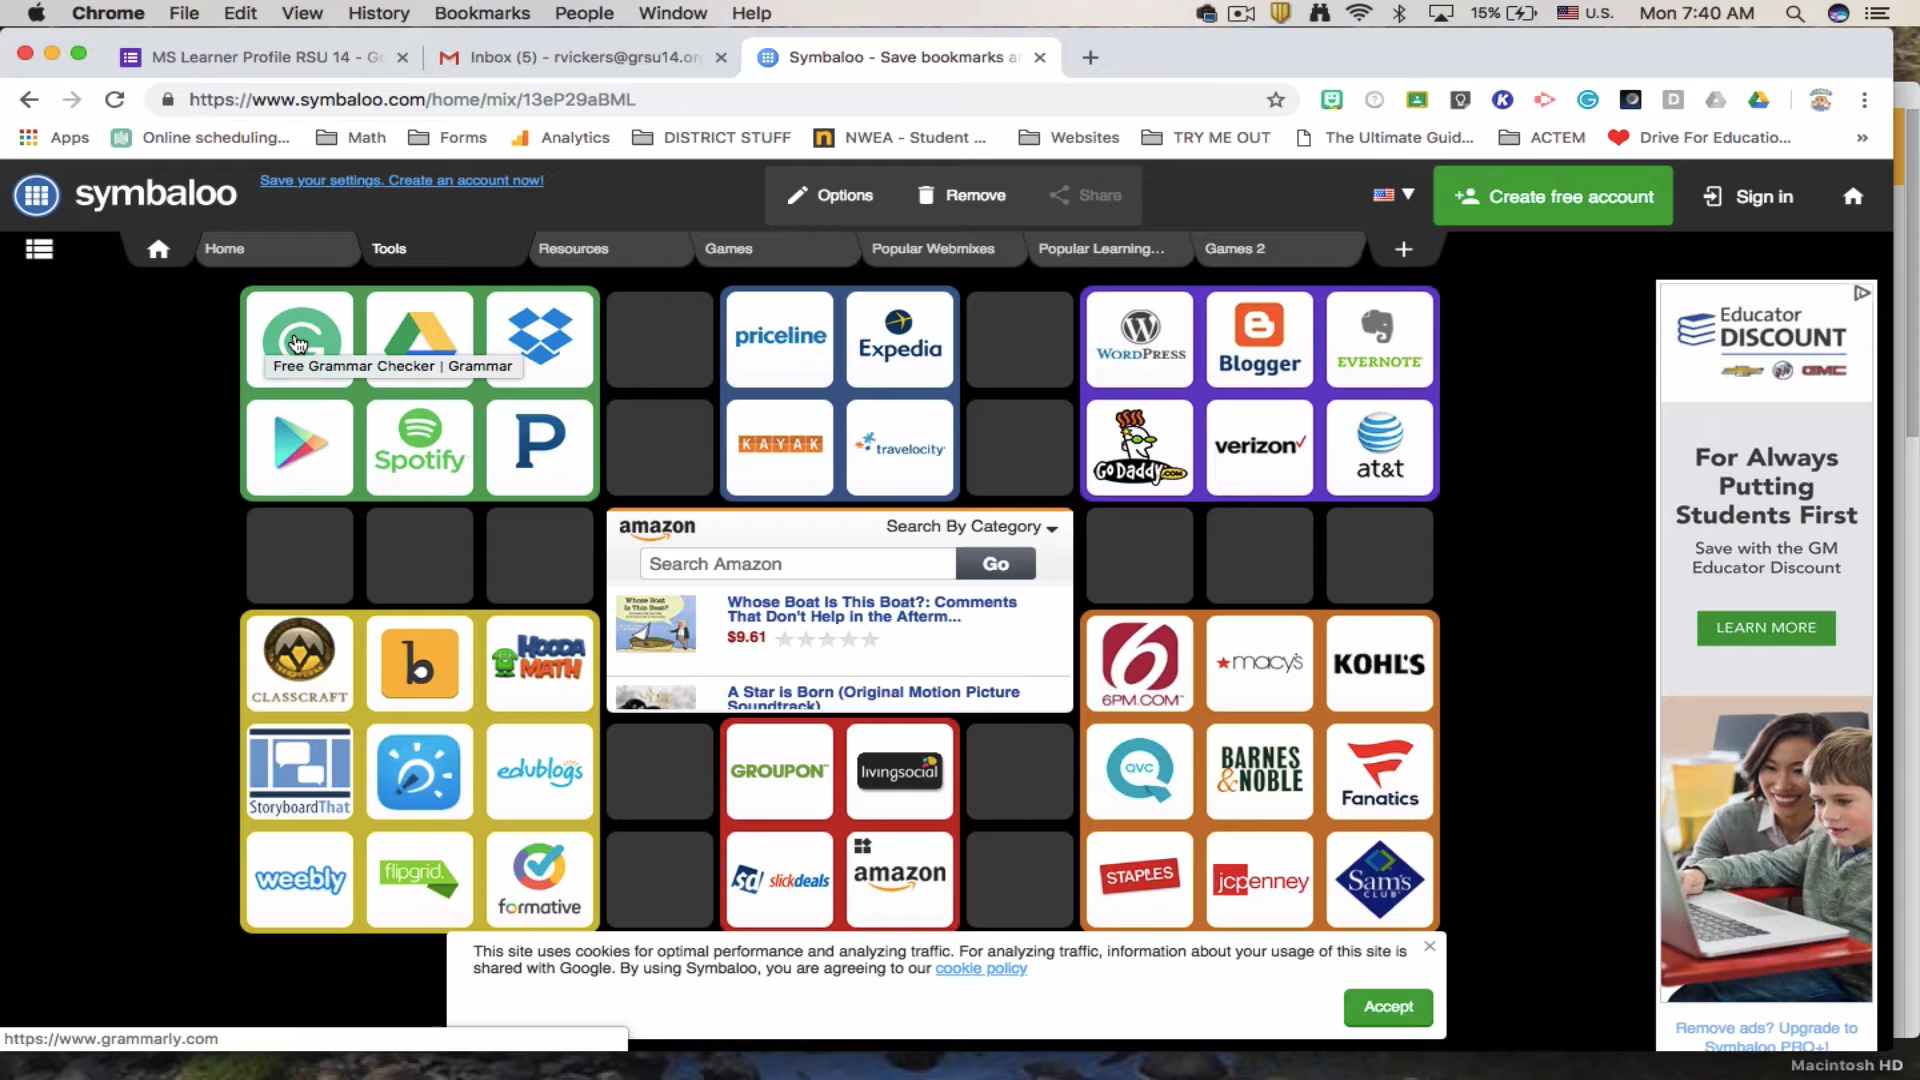 Chrome File Edit View History Bookmarks People Window Help 15% U.S. Mon 7:40 AM
MS Learner Profile RSU 14 - G Inbox (5) - rvickers@grsu14.or Symbaloo - Save bookmarks a
https://www.symbaloo.com/home/mix/13eP29aBML
Apps Online scheduling... Math Forms Analytics DISTRICT STUFF NWEA - Student ... Websites TRY ME OUT The Ultimate Guid... ACTEM Drive For Educatio... »
symbaloo Save your settings. Create an account now! Options Remove Share Create free account Sign in
Home Tools Resources Games Popular Webmixes Popular Learning... Games 2 +
priceline Expedia WORDPRESS Blogger EVERNOTE
Free Grammar Checker | Grammar
Spotify KAYAK travelocity GODADDY.COM verizon at&t
amazon Search By Category
Search Amazon Go
Whose Boat Is This Boat?: Comments
That Don't Help in the Afterm...
$9.61
A Star is Born (Original Motion Picture
Soundtrack)
CLASSCRAFT b HOODA MATH 6 6PM.COM macy's KOHL'S
StoryboardThat edublogs GROUPON livingsocial QVC BARNES & NOBLE Fanatics
weebly flipgrid. formative sd slickdeals amazon STAPLES jcpenney Sam's CLUB
Educator
DISCOUNT
GMC
For Always
Putting
Students First
Save with the GM
Educator Discount
LEARN MORE
Remove ads? Upgrade to
Symbaloo PRO+!
This site uses cookies for optimal performance and analyzing traffic. For analyzing traffic, information about your usage of this site is
shared with Google. By using Symbaloo, you are agreeing to our cookie policy
Accept
https://www.grammarly.com
Macintosh HD